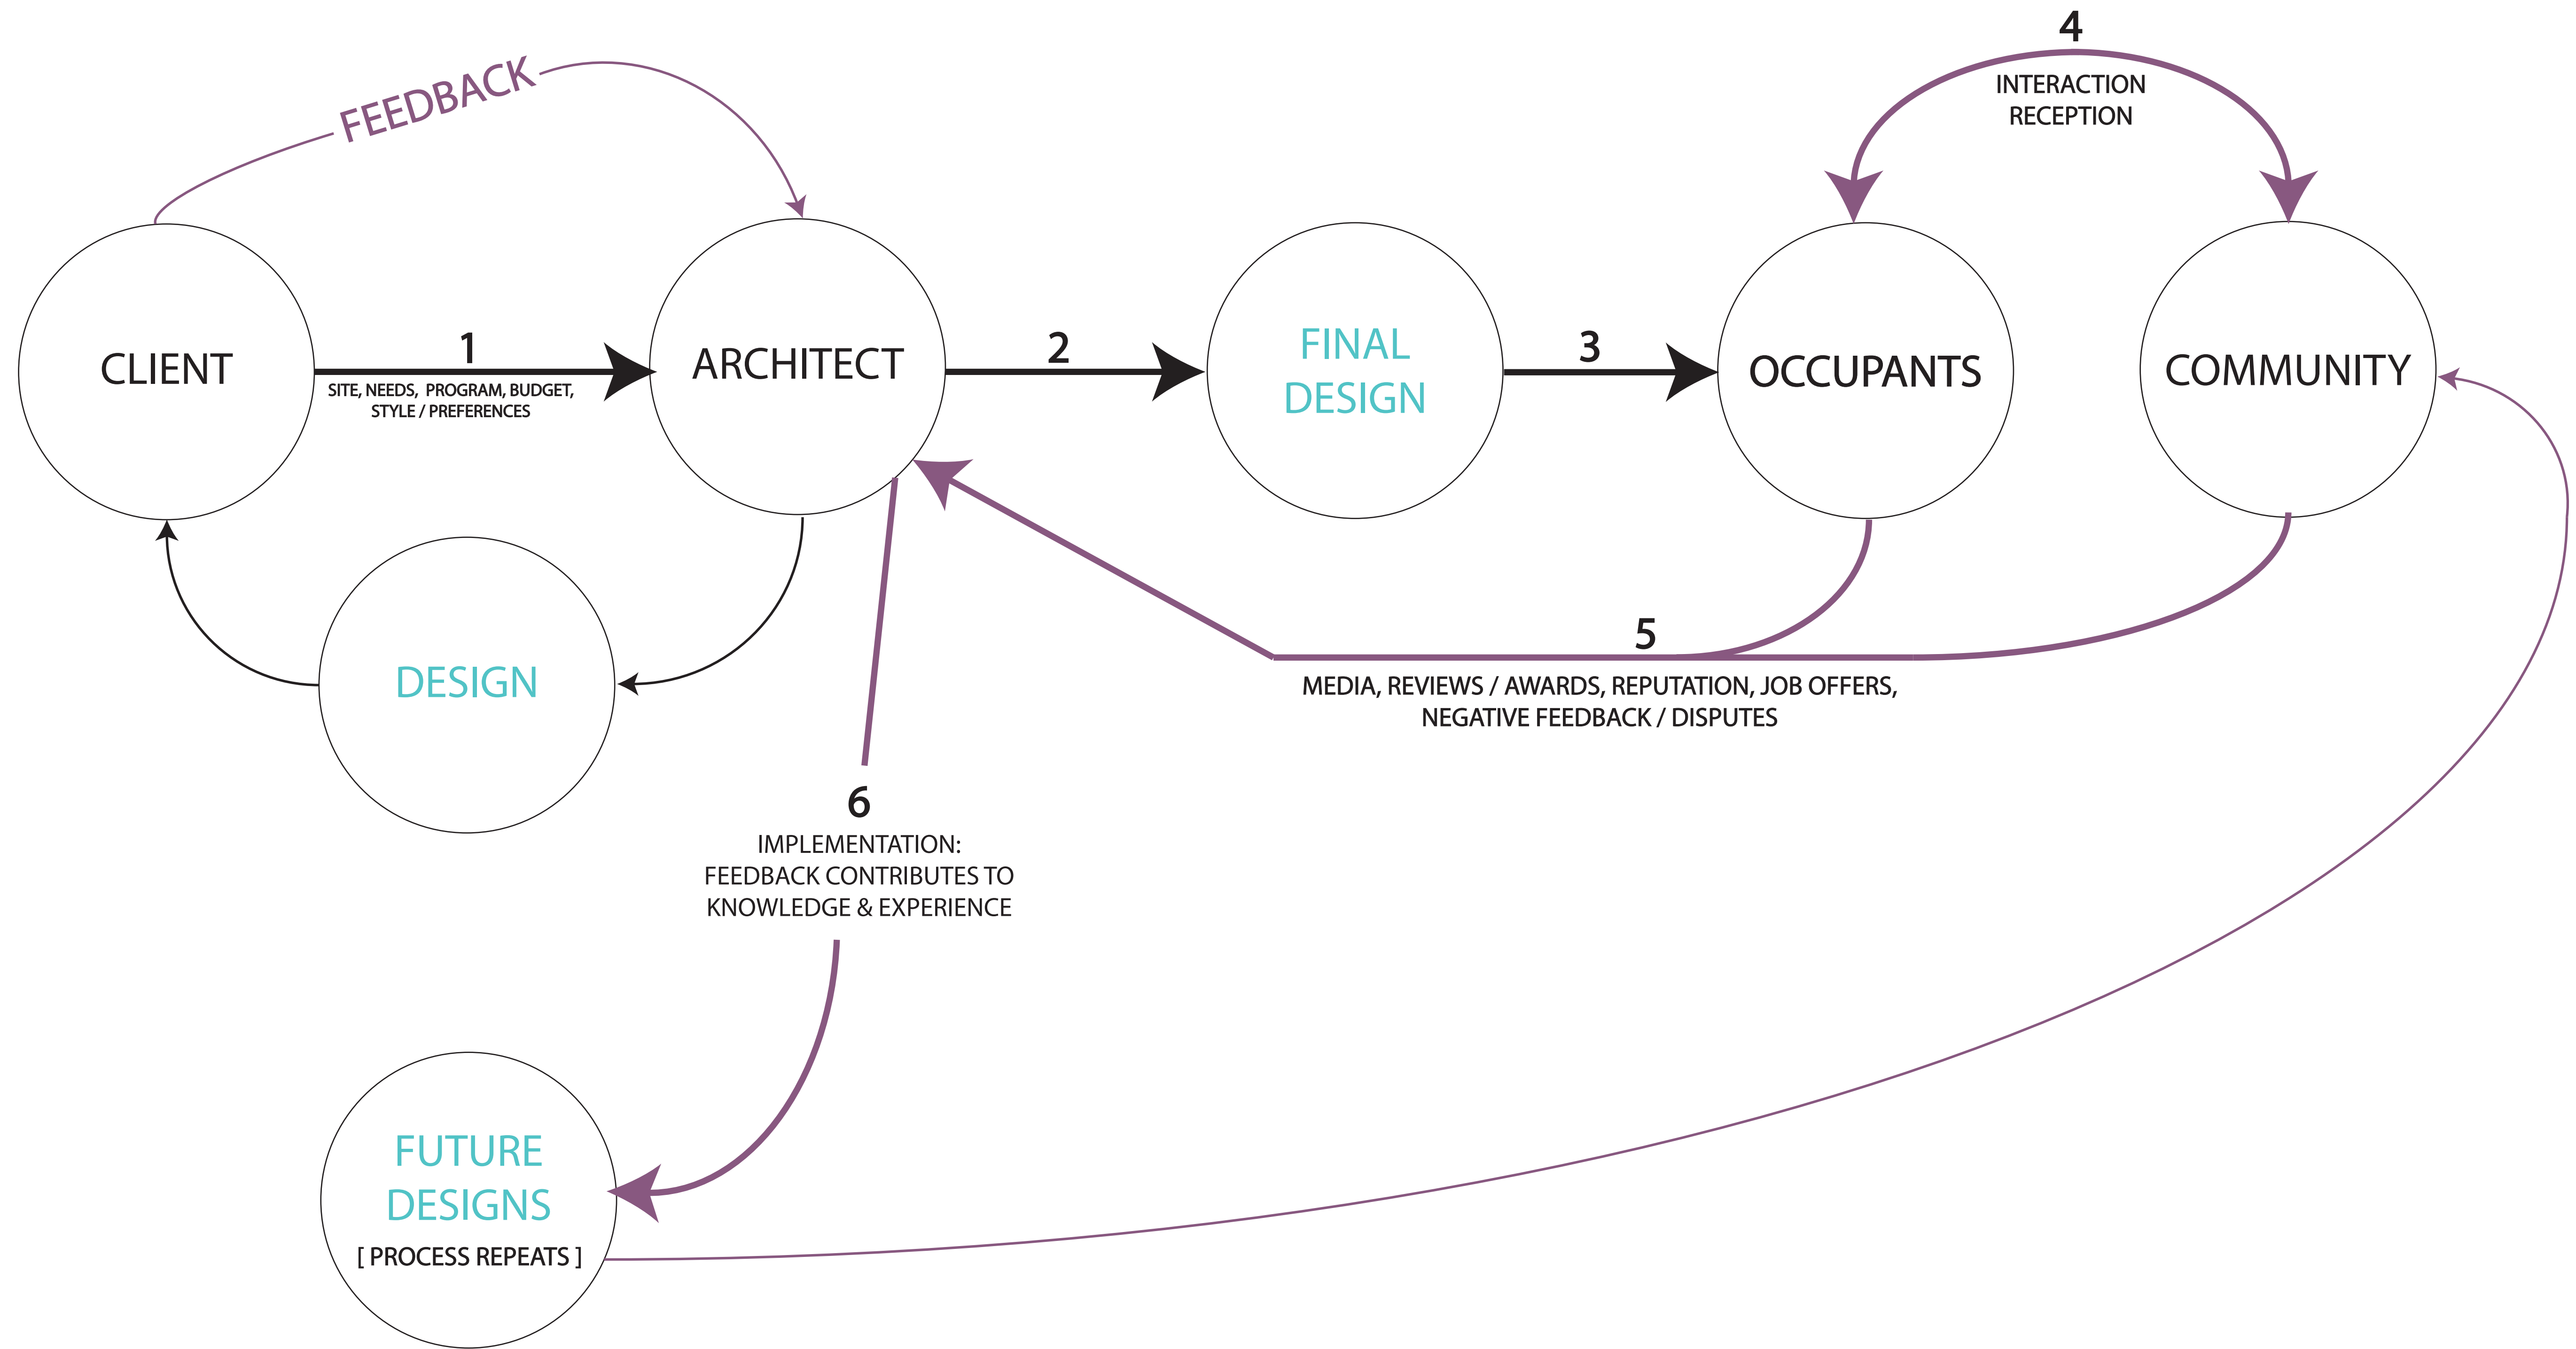 4
INTERACTION
RECEPTION
FEEDBACK
CLIENT
1
SITE, NEEDS, PROGRAM, BUDGET,
STYLE / PREFERENCES
ARCHITECT
2
FINAL
DESIGN
3
OCCUPANTS
COMMUNITY
DESIGN
5
MEDIA, REVIEWS / AWARDS, REPUTATION, JOB OFFERS,
NEGATIVE FEEDBACK / DISPUTES
6
IMPLEMENTATION:
FEEDBACK CONTRIBUTES TO
KNOWLEDGE & EXPERIENCE
FUTURE
DESIGNS
[ PROCESS REPEATS ]